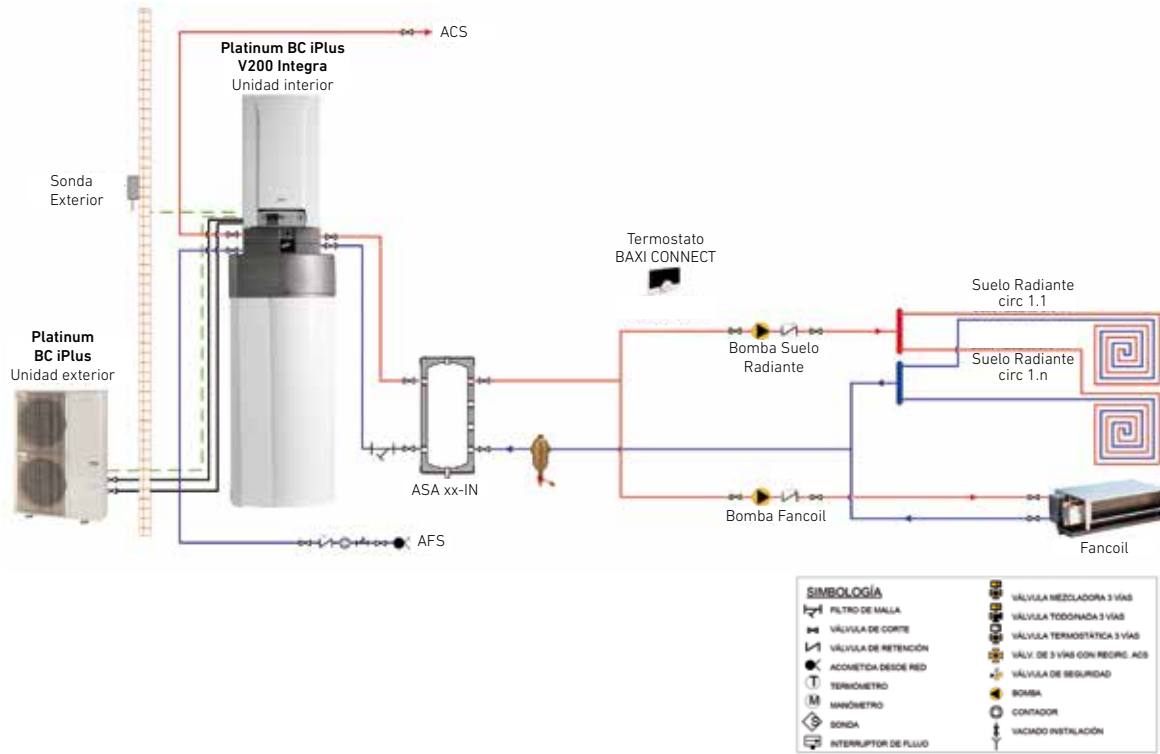 ACS
Platinum BC iPlus
V200 Integra
Unidad interior
Sonda
Exterior
Termostato
BAXI CONNECT
Suelo Radiante
circ 1.1
Platinum
BC iPlus
Unidad exterior
Bomba Suelo
Radiante
Suelo Radiante
circ 1.n
ASA xx-IN
Bomba Fancoil
AFS
Fancoil
SIMBOLOGÍA
FILTRO DE MALLA
VÁLVULA DE CORTE
VÁLVULA DE RETENCIÓN
ACOMETIDA DESDE RED
T TERMÓMETRO
M MANÓMETRO
S SONDA
INTERRUPTOR DE FLUJO
VÁLVULA MEZCLADORA 3 VÍAS
VÁLVULA TODO/NADA 3 VÍAS
VÁLVULA TERMOSTÁTICA 3 VÍAS
VÁLV. DE 3 VÍAS CON RECIRC. ACS
VÁLVULA DE SEGURIDAD
BOMBA
CONTADOR
VACIADO INSTALACIÓN